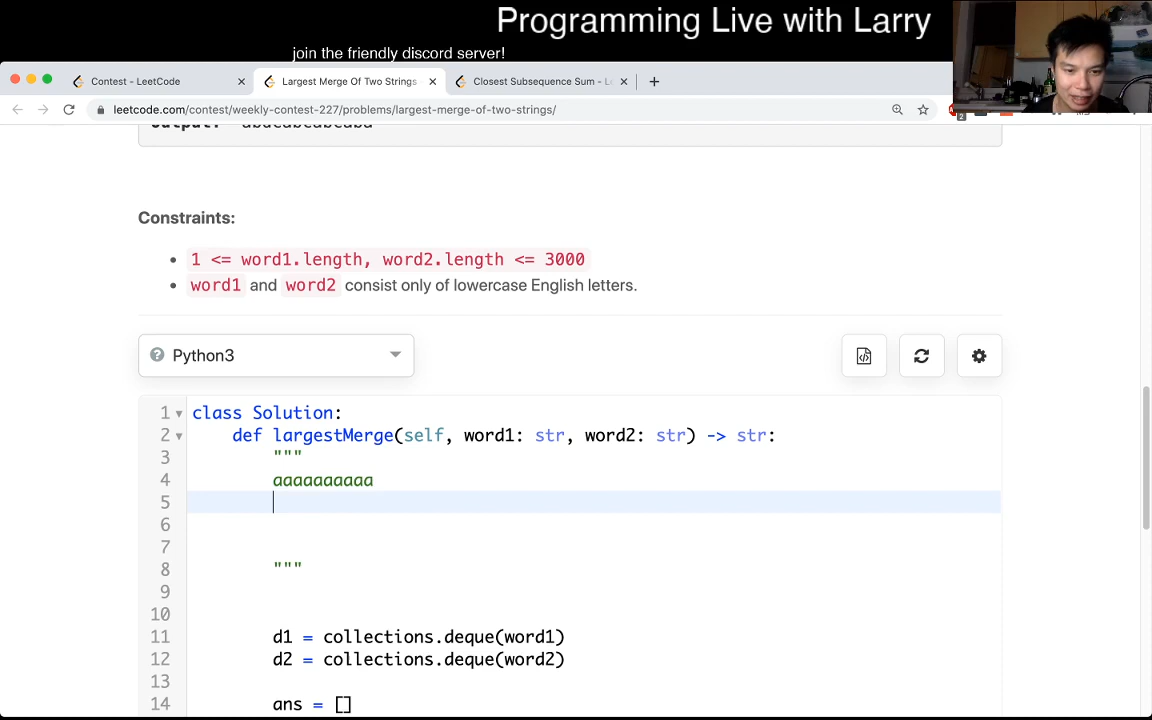 Programming Live with Larry
join the friendly discord server!
Contest - LeetCode
Largest Merge Of Two Strings
Closest Subsequence Sum - L
leetcode.com/contest/weekly-contest-227/problems/largest-merge-of-two-strings/
2
Constraints:
1 <= word1.length, word2.length <= 3000
word1 and word2 consist only of lowercase English letters.
Python3
1 class Solution:
2 def largestMerge(self, word1: str, word2: str) -> str:
3 """
4 aaaaaaaaaa
5
6
7
8 """
9
10
11 d1 = collections.deque(word1)
12 d2 = collections.deque(word2)
13
14 ans = []